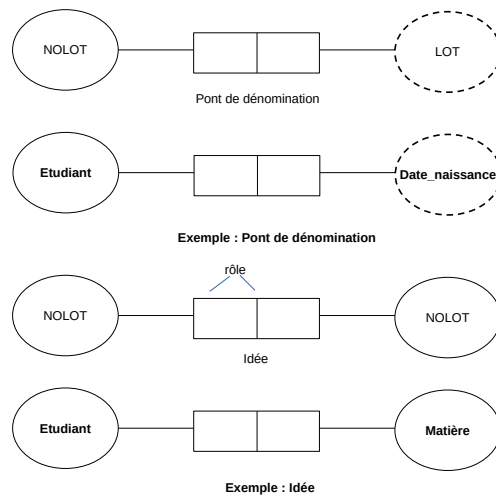 NOLOT
LOT
Pont de dénomination
Etudiant
Date_naissance
Exemple : Pont de dénomination
rôle
NOLOT
NOLOT
Idée
Etudiant
Matière
Exemple : Idée